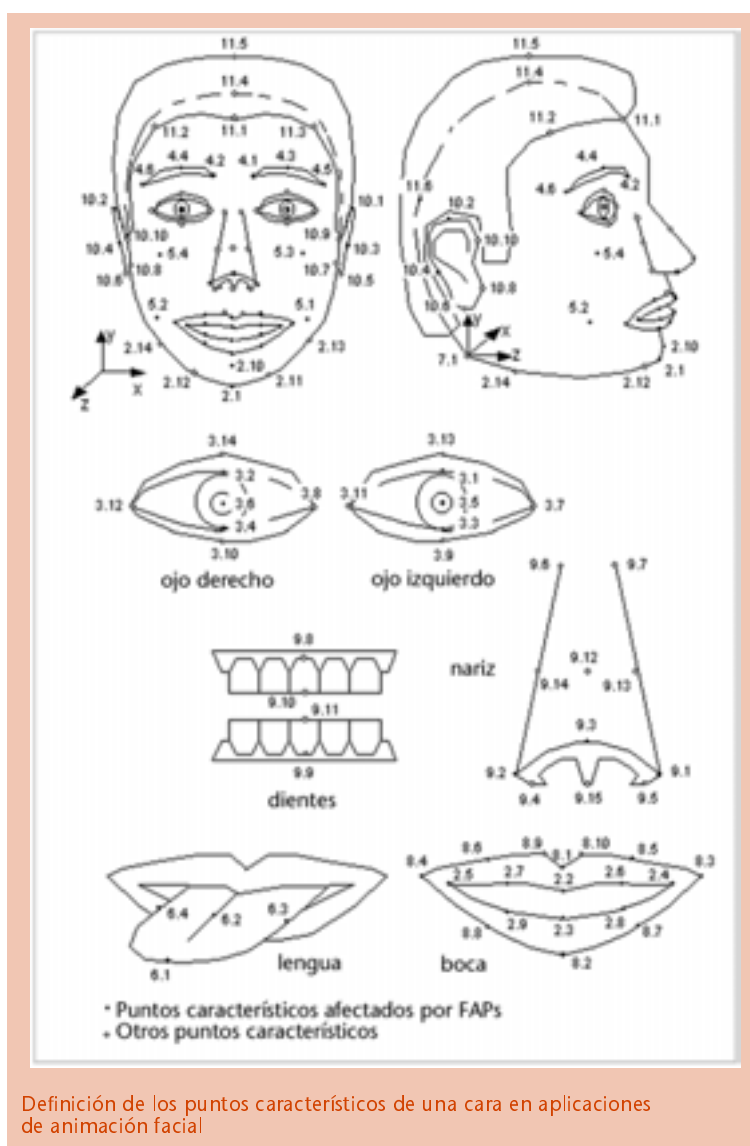 11.5
11.4
11.2 11.1 11.3
4.4 4.2 4.1 4.3
4.6 4.5
10.2 10.1
10.10 10.9
10.4 5.4 5.3 10.3
10.8 10.7
10.6 10.5
5.2 5.1
2.14 2.13
2.10
2.12 2.11
2.1
y
x
z
11.5
11.4
11.2 11.1
4.4
4.6 4.2
11.6
10.2
10.10
5.4
10.4
10.8
10.6
5.2
y
x
z
7.1
2.10
2.14 2.12 2.1
3.14
3.2
3.12 3.6 3.8
3.4
3.10
ojo derecho
3.13
3.1
3.11 3.5 3.7
3.3
3.9
ojo izquierdo
9.8
9.10 9.11
9.9
dientes
9.6 9.7
nariz
9.12
9.14 9.13
9.3
9.2 9.1
9.4 9.15 9.5
6.4 6.2 6.3
6.1
lengua
8.6 8.9 8.1 8.10 8.5
8.4 8.3
2.5 2.7 2.2 2.6 2.4
2.9 2.3 2.8
8.8 8.7
8.2
boca
Puntos característicos afectados por FAPs
Otros puntos característicos
Definición de los puntos característicos de una cara en aplicaciones
de animación facial